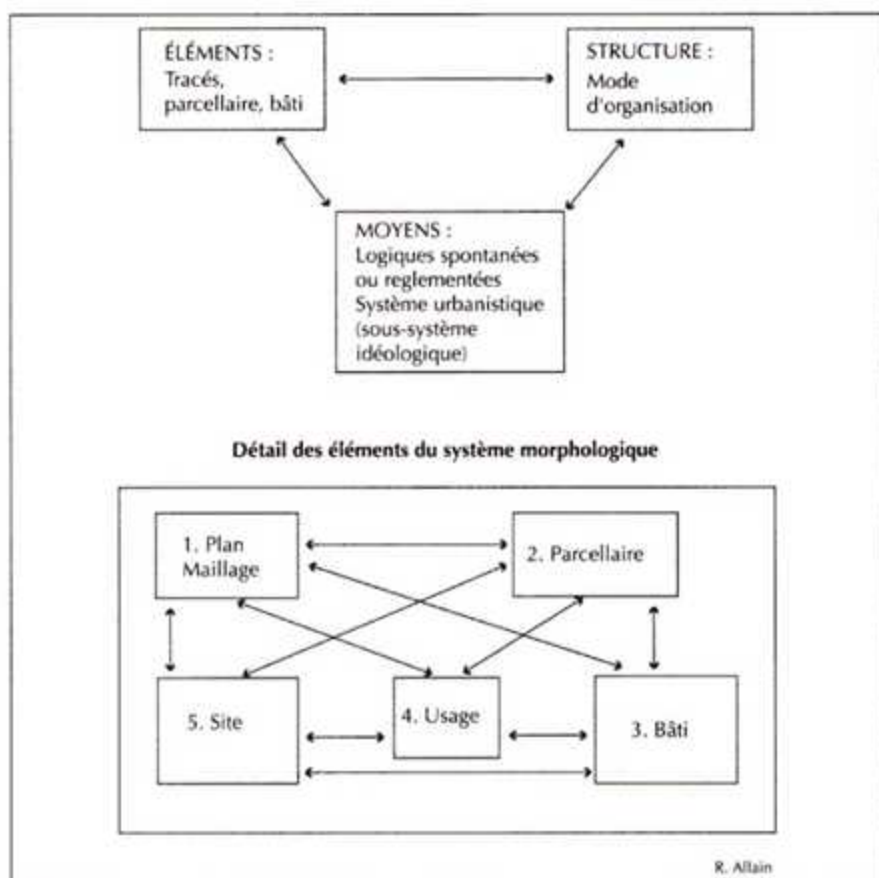 ÉLÉMENTS :
Tracés,
parcellaire, bâti
STRUCTURE :
Mode
d'organisation
MOYENS :
Logiques spontanées
ou reglementées
Système urbanistique
(sous-système
idéologique)
Détail des éléments du système morphologique
1. Plan
Maillage
2. Parcellaire
5. Site
4. Usage
3. Bâti
R. Allain